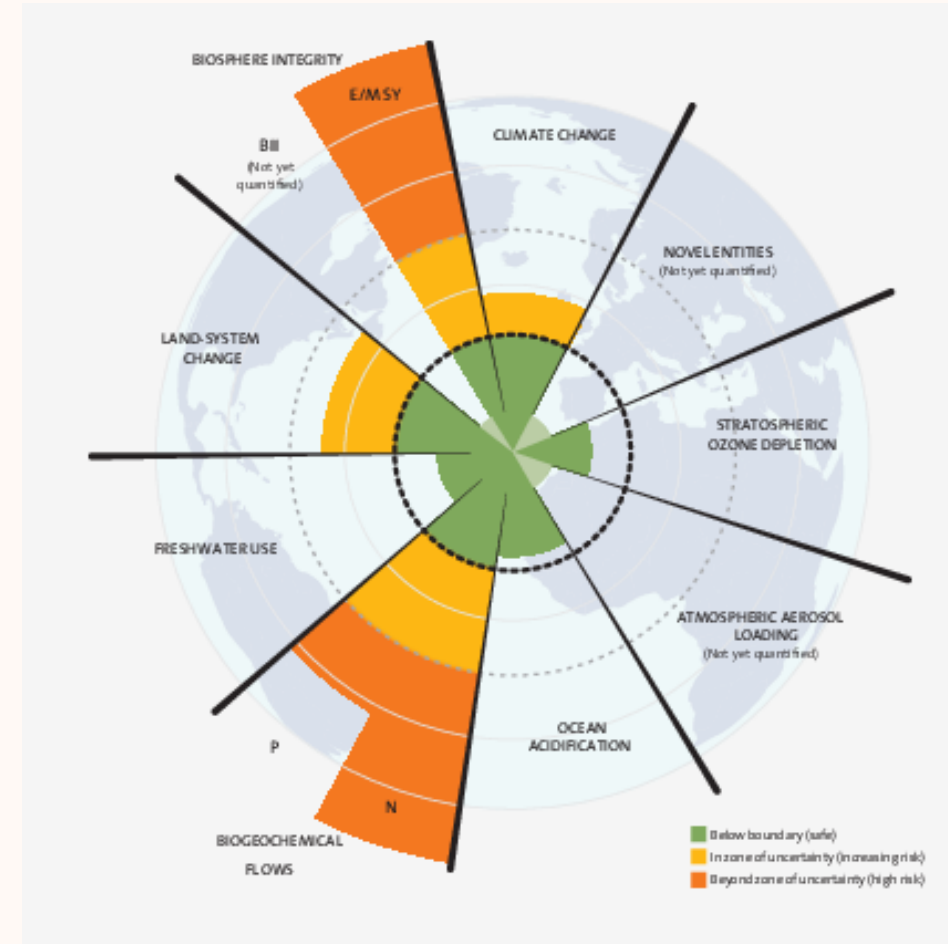 BIOSPHERE INTEGRITY
E/MSY
BII
(Not yet
quantified)
CLIMATE CHANGE
NOVEL ENTITIES
(Not yet quantified)
LAND-SYSTEM
CHANGE
STRATOSPHERIC
OZONE DEPLETION
FRESHWATER USE
ATMOSPHERIC AEROSOL
LOADING
(Not yet quantified)
OCEAN
ACIDIFICATION
P
N
BIOGEOCHEMICAL
FLOWS
Below boundary (safe)
In zone of uncertainty (increasing risk)
Beyond zone of uncertainty (high risk)